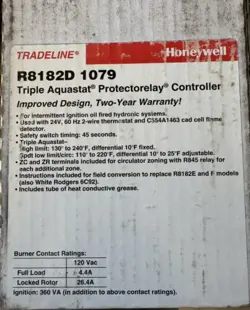 TRADELINE®
Honeywell
R8182D 1079
Triple Aquastat® Protectorelay® Controller
Improved Design, Two-Year Warranty!
• For intermittent ignition oil fired hydronic systems.
• Used with 24V, 60 Hz 2-wire thermostat and C554A1463 cad cell flame
detector.
• Safety switch timing: 45 seconds.
• Triple Aquastat—
High limit: 130° to 240°F, differential 10°F fixed.
Spdt low limit/circ: 110° to 220°F, differential 10° to 25°F adjustable.
• ZC and ZR terminals included for circulator zoning with R845 relay for
each additional zone.
• Instructions included for field conversion to replace R8182E and F models
(also White Rodgers 6C92).
• Includes tube of heat conductive grease.
Burner Contact Ratings:
120 Vac
Full Load 4.4A
Locked Rotor 26.4A
Ignition: 360 VA (in addition to above contact ratings).